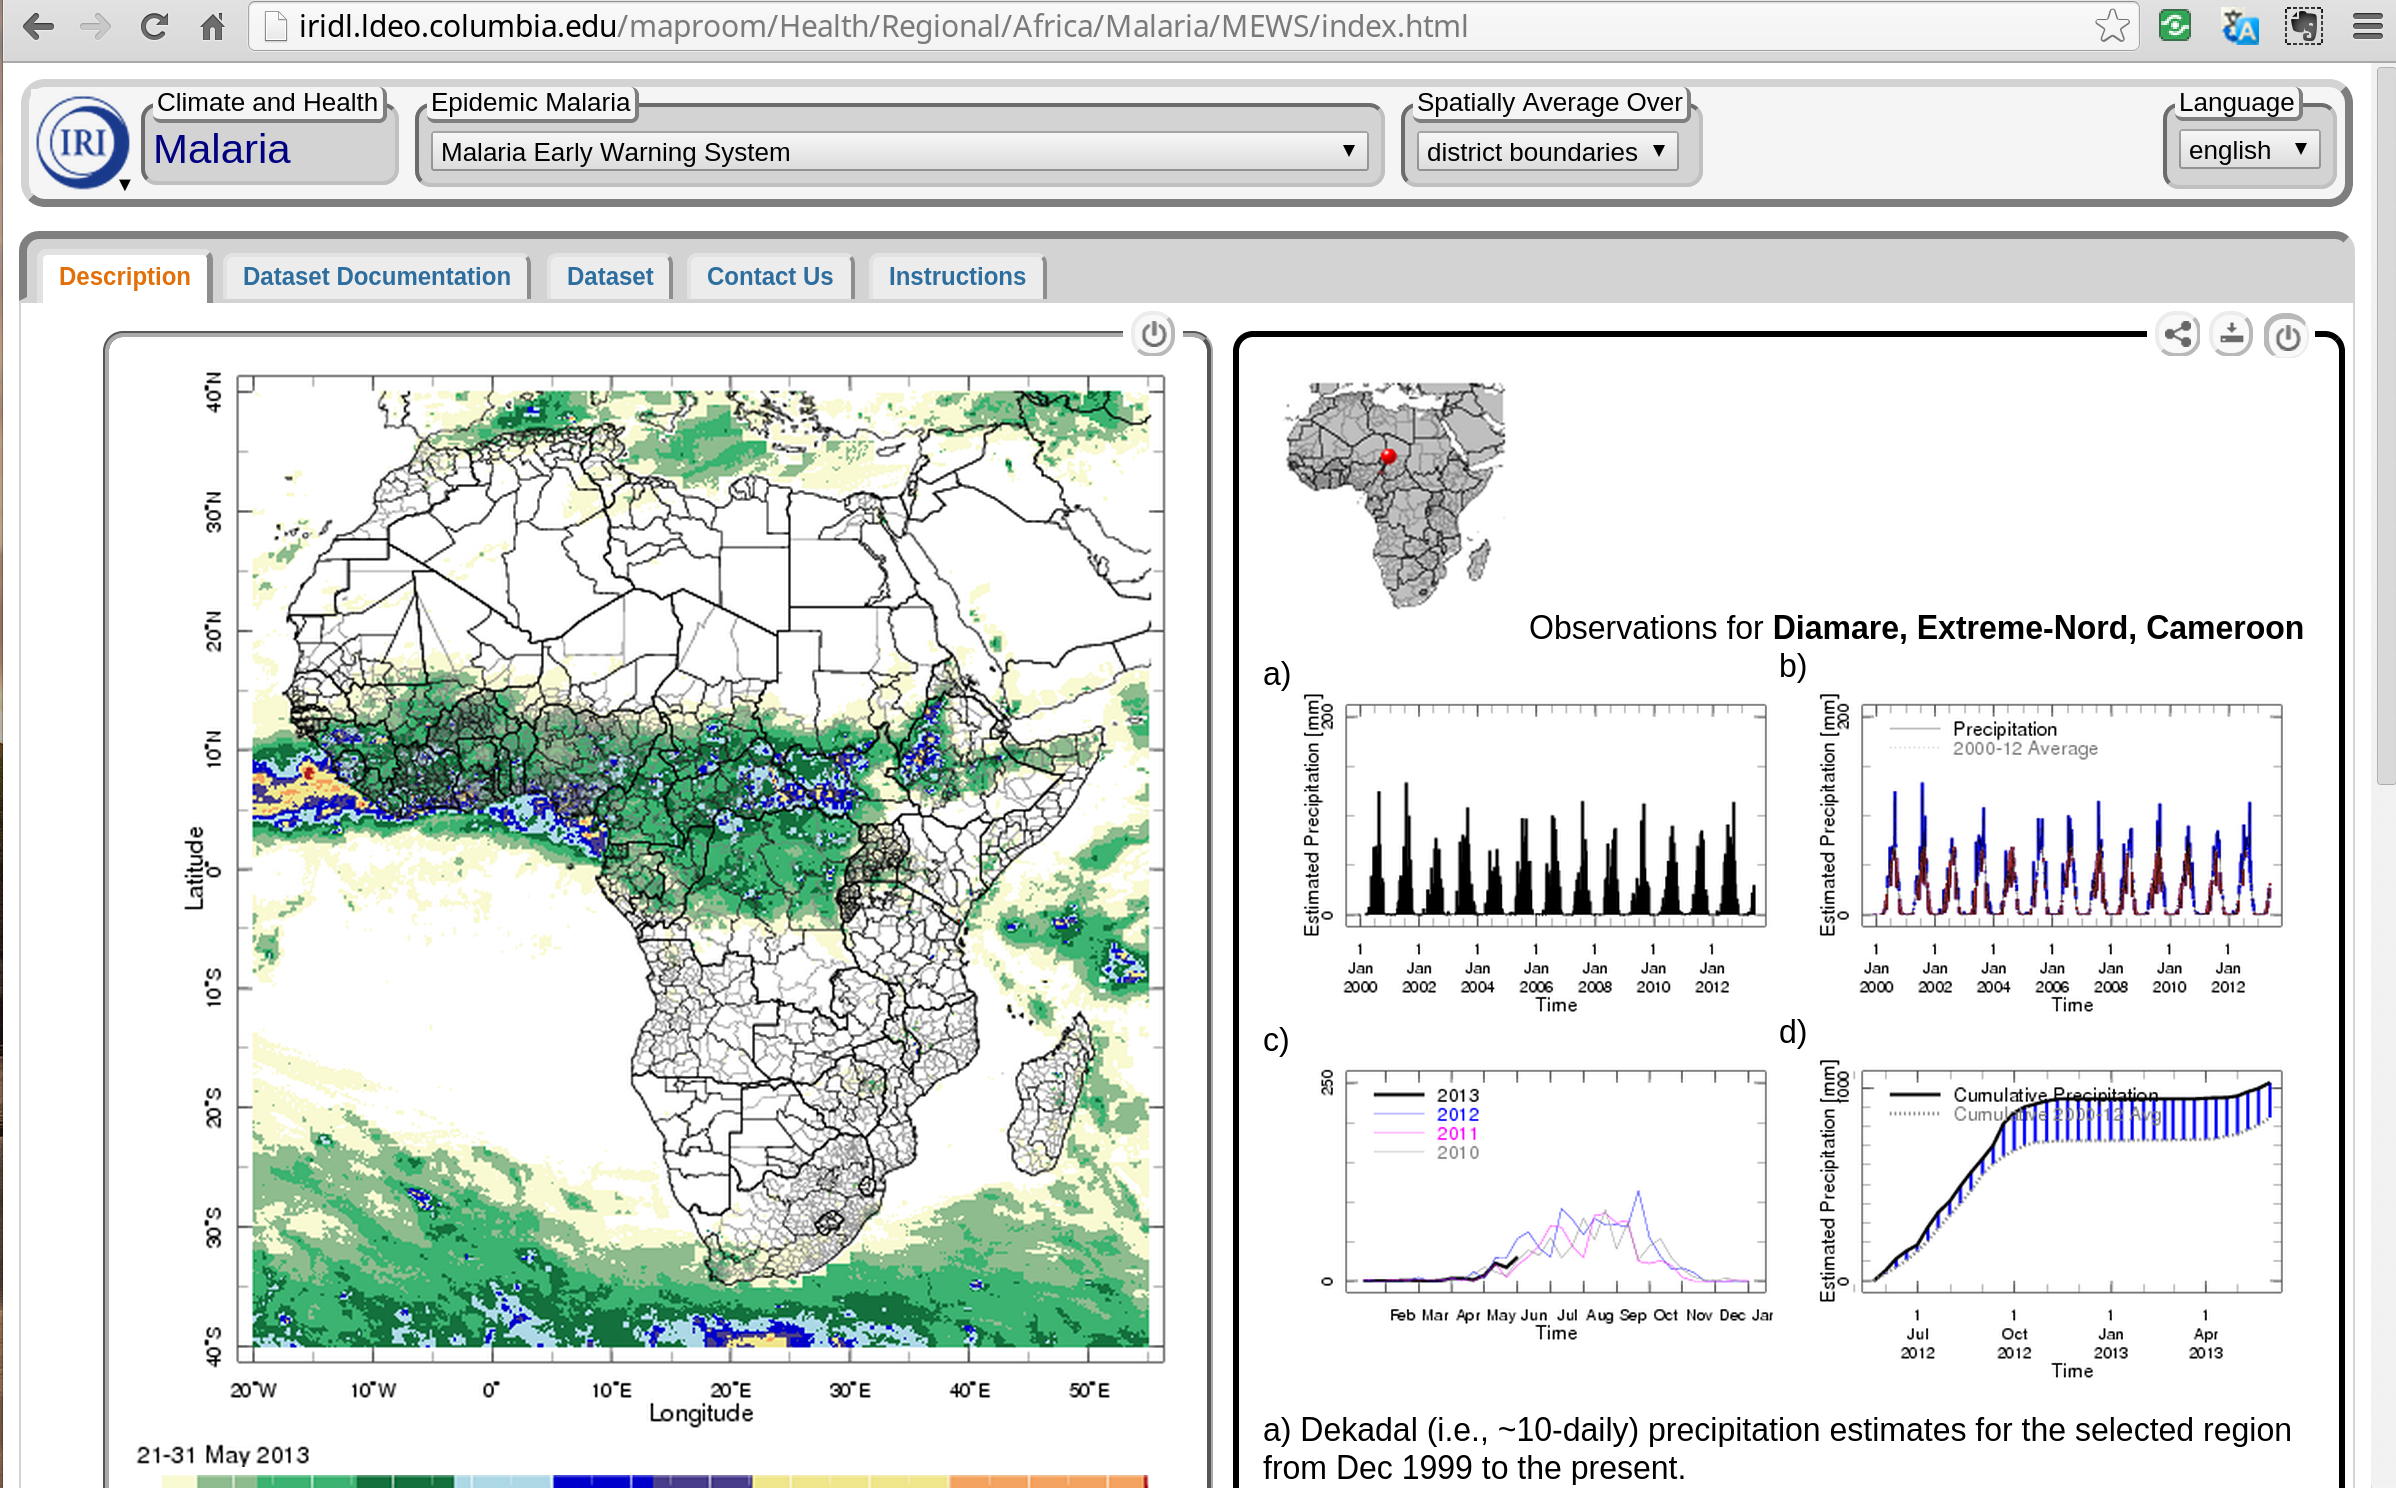 iridl.ldeo.columbia.edu/maproom/Health/Regional/Africa/Malaria/MEWS/index.html
Climate and Health
Epidemic Malaria
Spatially Average Over
Language
IRI
Malaria
Malaria Early Warning System
district boundaries
english
Description
Dataset Documentation
Dataset
Contact Us
Instructions
40°N
30°N
20°N
10°N
0°
10°S
20°S
30°S
40°S
Latitude
20°W 10°W 0° 10°E 20°E 30°E 40°E 50°E
Longitude
21-31 May 2013
Observations for Diamare, Extreme-Nord, Cameroon
a)
Estimated Precipitation [mm]
200
0
1 1 1 1 1 1 1
Jan Jan Jan Jan Jan Jan Jan
2000 2002 2004 2006 2008 2010 2012
Time
b)
Estimated Precipitation [mm]
200
0
Precipitation
2000-12 Average
1 1 1 1 1 1 1
Jan Jan Jan Jan Jan Jan Jan
2000 2002 2004 2006 2008 2010 2012
Time
c)
250
0
2013
2012
2011
2010
Feb Mar Apr May Jun Jul Aug Sep Oct Nov Dec Jan
Time
d)
Estimated Precipitation [mm]
1000
0
Cumulative Precipitation
Cumulative 2000-12 Avg
1 1 1 1
Jul Oct Jan Apr
2012 2012 2013 2013
Time
a) Dekadal (i.e., ~10-daily) precipitation estimates for the selected region
from Dec 1999 to the present.